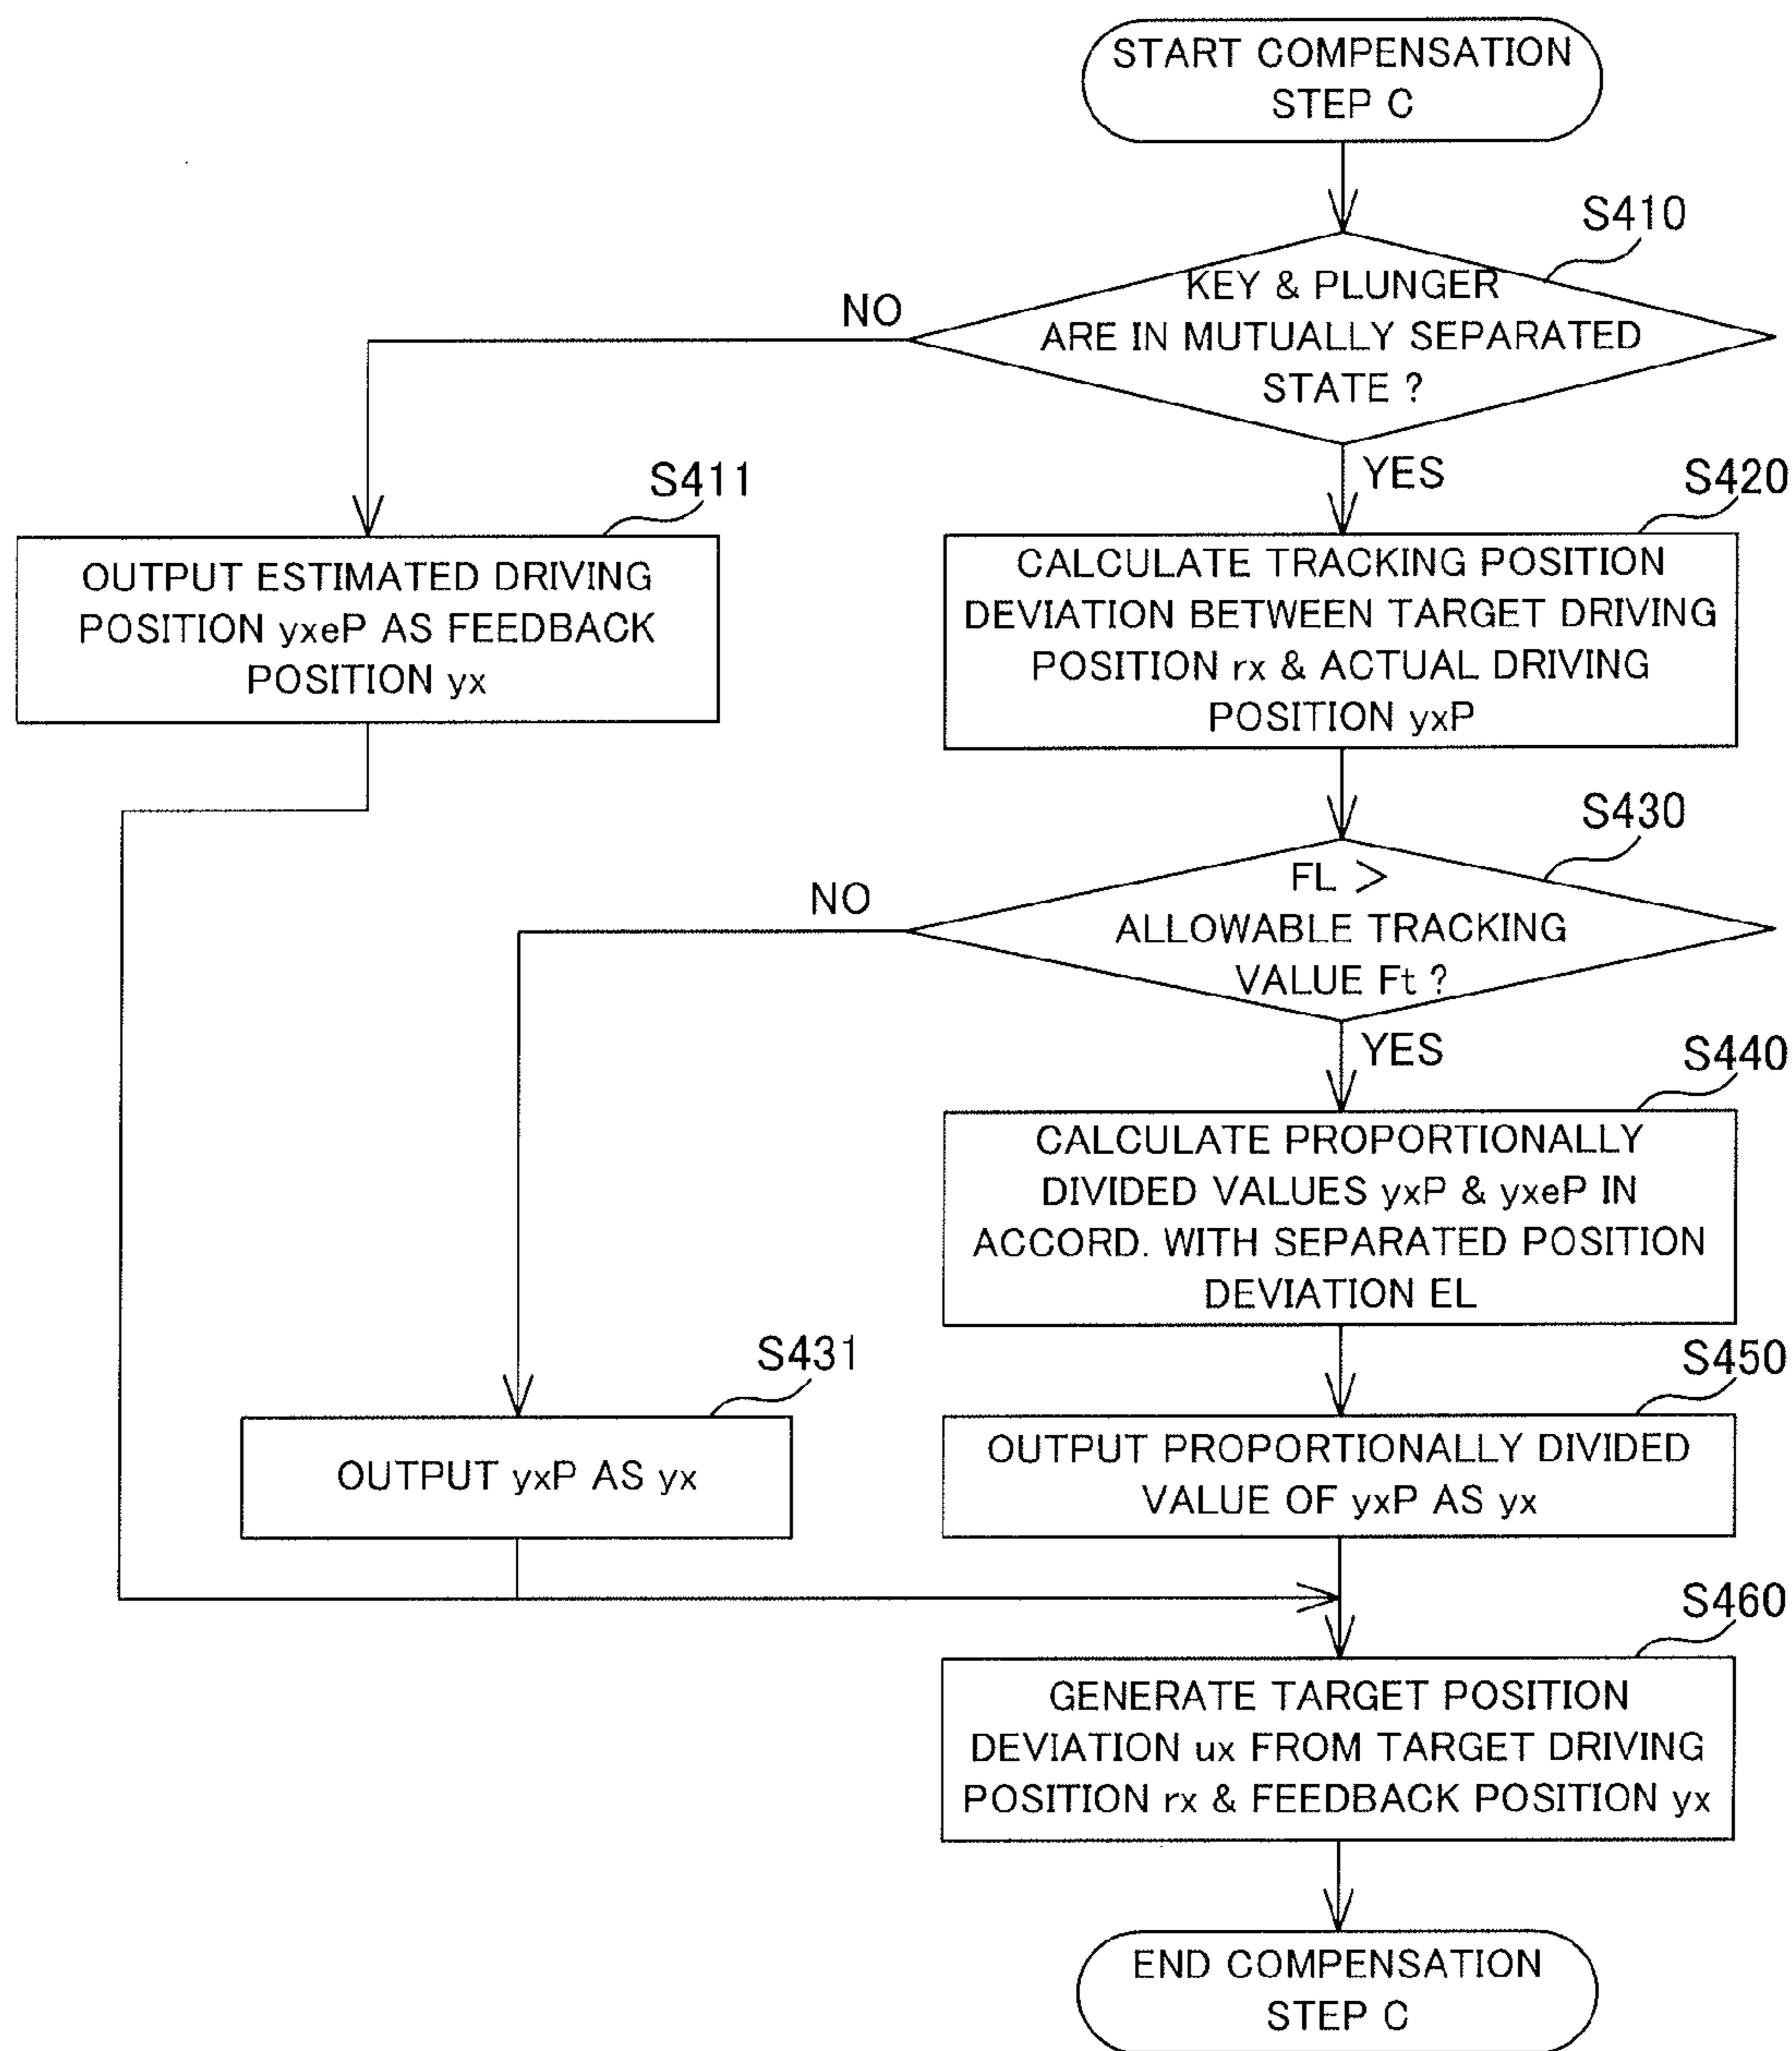 START COMPENSATION
STEP C
S410
KEY & PLUNGER
ARE IN MUTUALLY SEPARATED
STATE ?
NO
YES
S411
OUTPUT ESTIMATED DRIVING
POSITION yxeP AS FEEDBACK
POSITION yx
S420
CALCULATE TRACKING POSITION
DEVIATION BETWEEN TARGET DRIVING
POSITION rx & ACTUAL DRIVING
POSITION yxP
S430
FL >
ALLOWABLE TRACKING
VALUE Ft ?
NO
YES
S440
CALCULATE PROPORTIONALLY
DIVIDED VALUES yxP & yxeP IN
ACCORD. WITH SEPARATED POSITION
DEVIATION EL
S431
OUTPUT yxP AS yx
S450
OUTPUT PROPORTIONALLY DIVIDED
VALUE OF yxP AS yx
S460
GENERATE TARGET POSITION
DEVIATION ux FROM TARGET DRIVING
POSITION rx & FEEDBACK POSITION yx
END COMPENSATION
STEP C